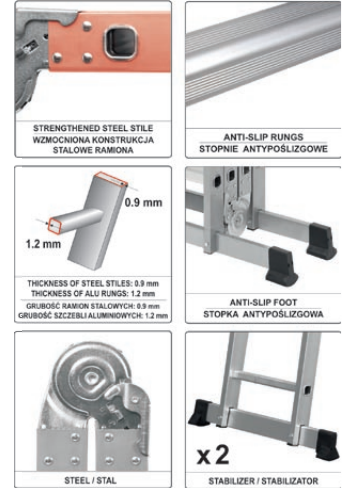 STRENGTHENED STEEL STILE
WZMOCNIONA KONSTRUKCJA
STALOWE RAMIONA
ANTI-SLIP RUNGS
STOPNIE ANTYPOŚLIZGOWE
0.9 mm
1.2 mm
THICKNESS OF STEEL STILES: 0.9 mm
THICKNESS OF ALU RUNGS: 1.2 mm
GRUBOŚĆ RAMION STALOWYCH: 0.9 mm
GRUBOŚĆ SZCZEBLI ALUMINIOWYCH: 1.2 mm
ANTI-SLIP FOOT
STOPKA ANTYPOŚLIZGOWA
STEEL / STAL
x 2
STABILIZER / STABILIZATOR